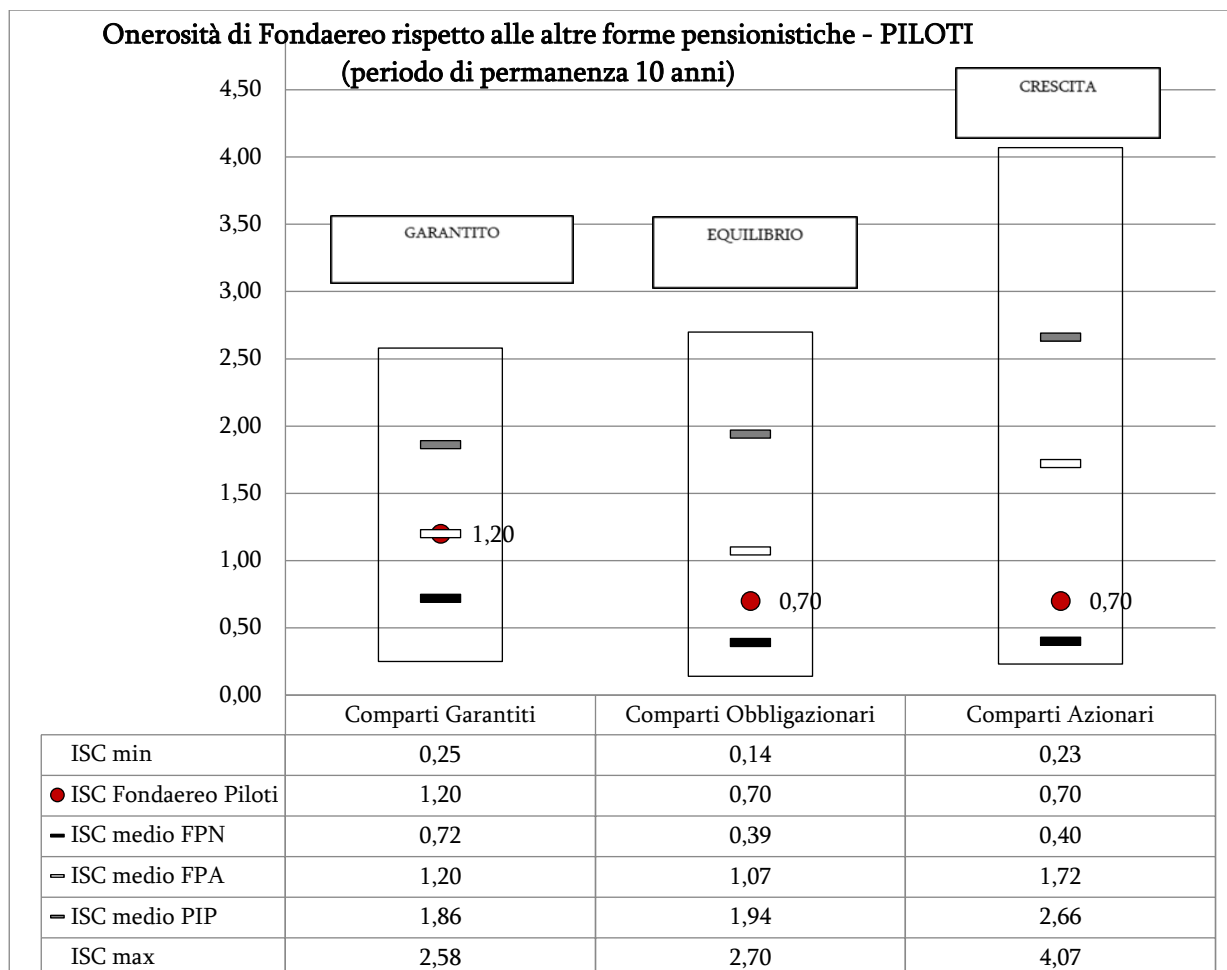 Onerosità di Fondaereo rispetto alle altre forme pensionistiche - PILOTI
(periodo di permanenza 10 anni)
4,50
CRESCITA
4,00
3,50
GARANTITO
EQUILIBRIO
3,00
2,50
2,00
1,50
1,20
1,00
0,70
0,70
0,50
0,00
Comparti Garantiti Comparti Obbligazionari Comparti Azionari
ISC min 0,25 0,14 0,23
ISC Fondaereo Piloti 1,20 0,70 0,70
ISC medio FPN 0,72 0,39 0,40
ISC medio FPA 1,20 1,07 1,72
ISC medio PIP 1,86 1,94 2,66
ISC max 2,58 2,70 4,07